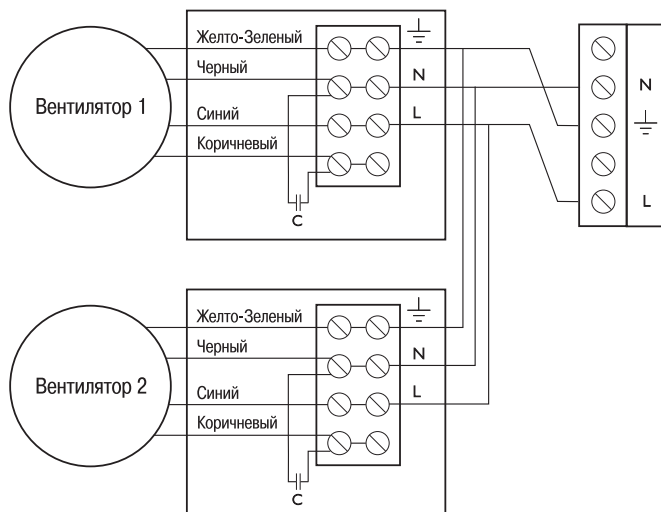 Желто-Зеленый
Черный
N
Вентилятор 1
Синий
L
Коричневый
C
N
L
Желто-Зеленый
Черный
N
Вентилятор 2
Синий
L
Коричневый
C